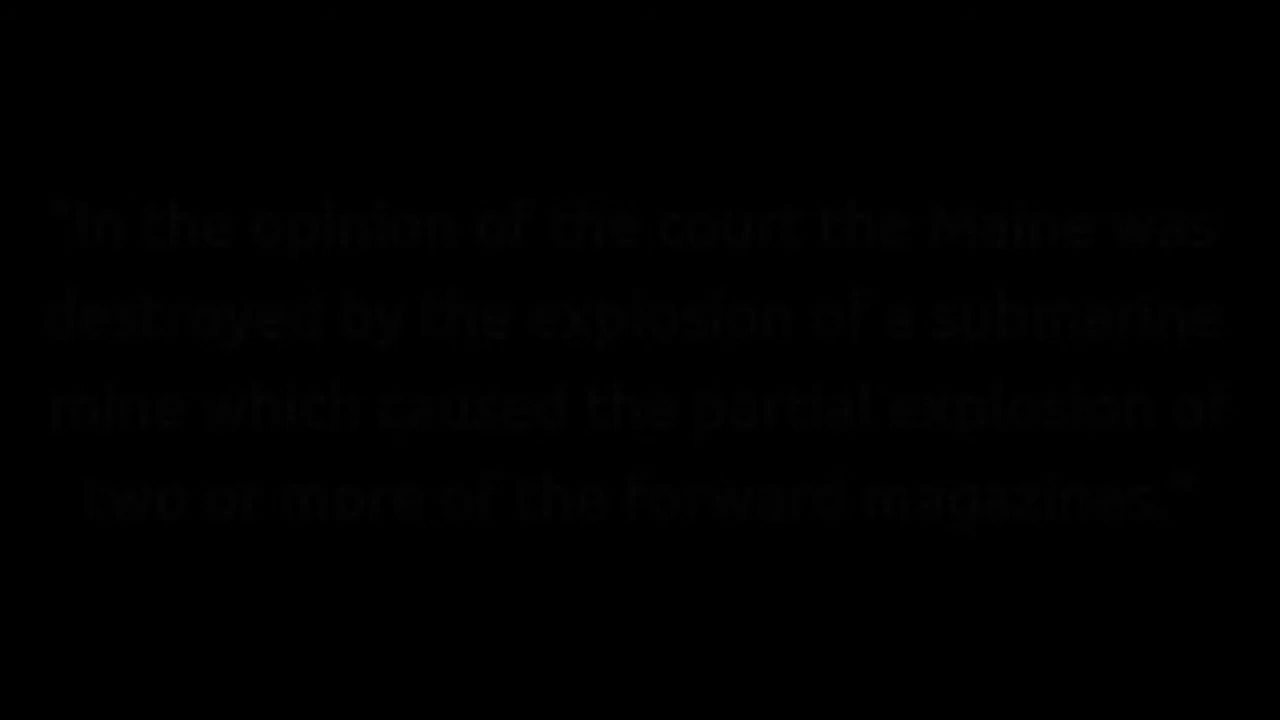 "In the opinion of the court the Maine was
destroyed by the explosion of a submarine
mine which caused the partial explosion of
two or more of the forward magazines."